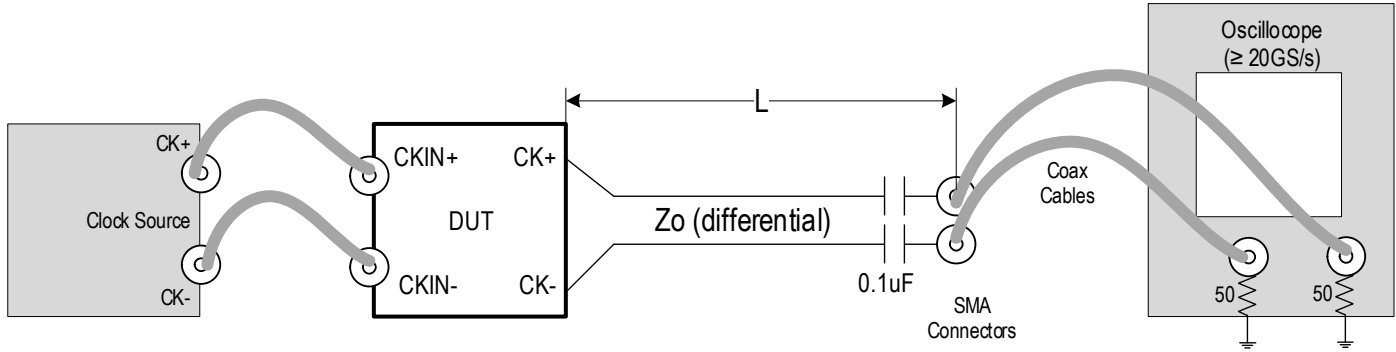 Oscillocope
(≥ 20GS/s)
L
CK+
CKIN+
CK+
Coax
Cables
Clock Source
DUT
Zo (differential)
CK-
CKIN-
CK-
0.1uF
SMA
Connectors
50
50